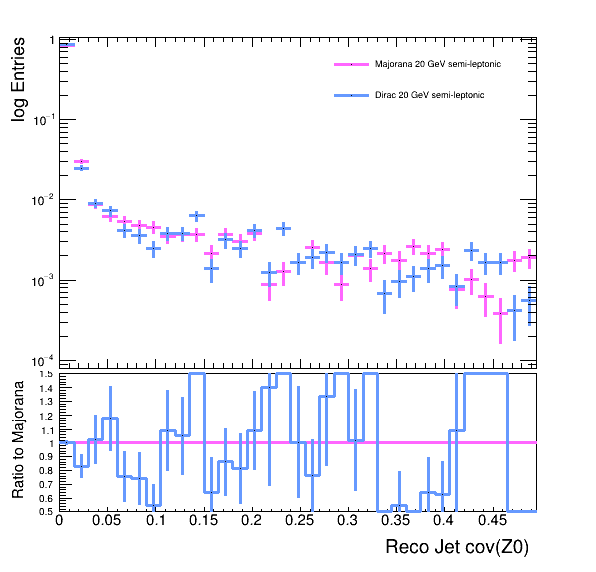 log Entries
1
10⁻¹
10⁻²
10⁻³
10⁻⁴
Majorana 20 GeV semi-leptonic
Dirac 20 GeV semi-leptonic
Ratio to Majorana
1.5
1.4
1.3
1.2
1.1
1
0.9
0.8
0.7
0.6
0.5
0 0.05 0.1 0.15 0.2 0.25 0.3 0.35 0.4 0.45
Reco Jet cov(Z0)